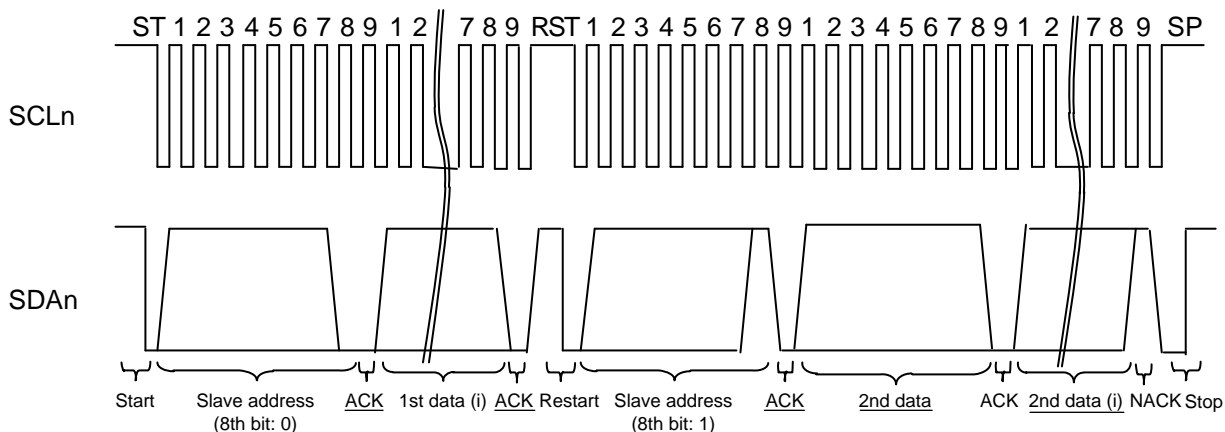 ST 1 2 3 4 5 6 7 8 9 1 2 7 8 9 RST 1 2 3 4 5 6 7 8 9 1 2 3 4 5 6 7 8 9 1 2 7 8 9 SP
SCLn
SDAn
Start Slave address ACK 1st data (i) ACK Restart Slave address ACK 2nd data ACK 2nd data (i) NACK Stop
(8th bit: 0) (8th bit: 1)